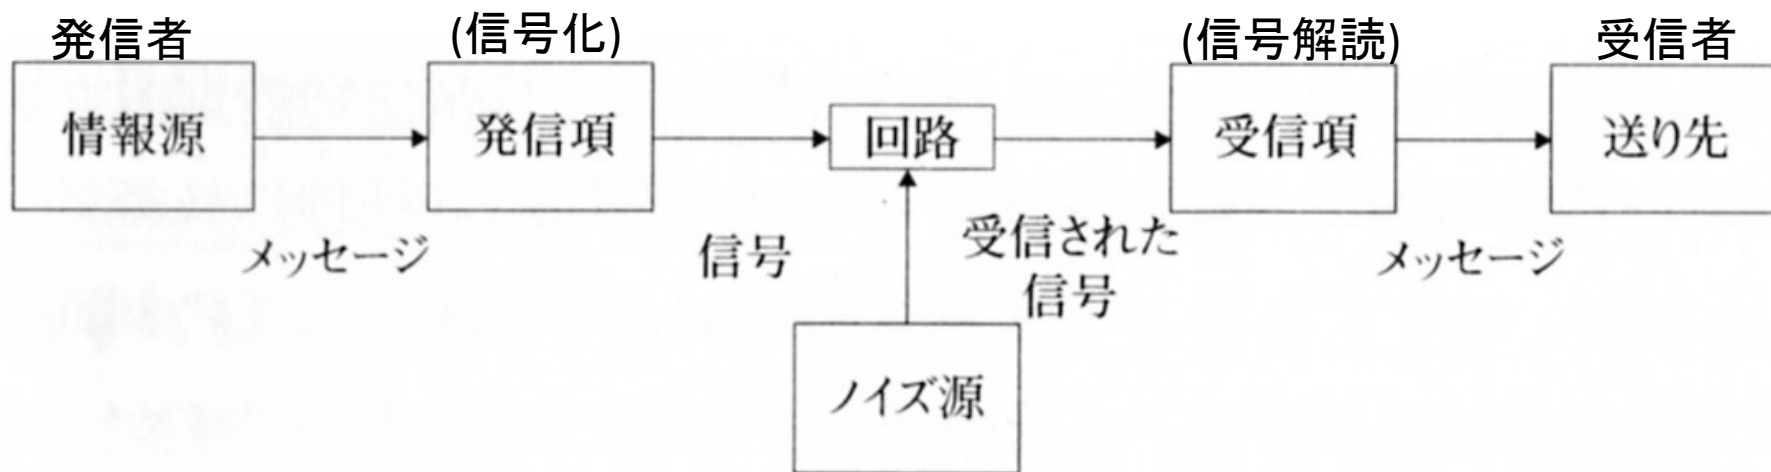 発信者
(信号化)
(信号解読)
受信者
情報源
発信項
回路
受信項
送り先
メッセージ
信号
受信された
信号
メッセージ
ノイズ源